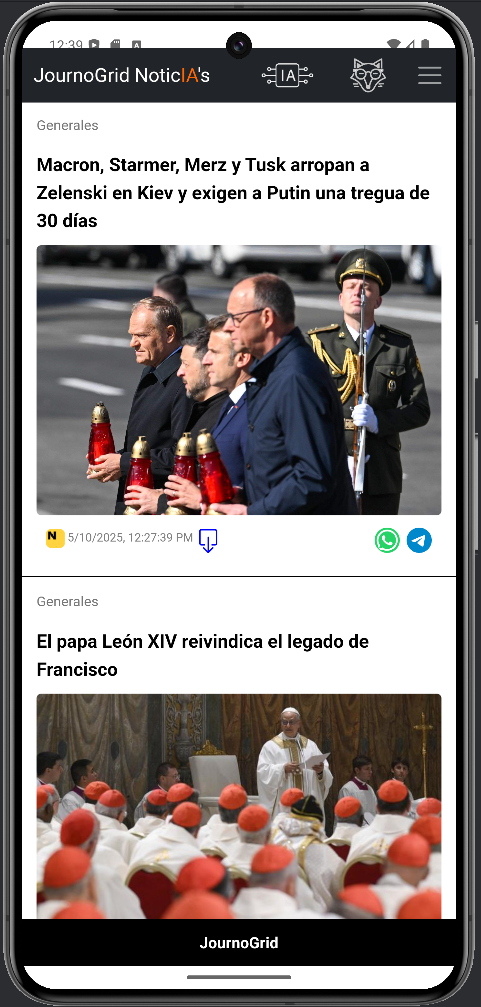 12:39
JournoGrid NoticIA's
IA
Generales
Macron, Starmer, Merz y Tusk arropan a
Zelenski en Kiev y exigen a Putin una tregua de
30 días
N 5/10/2025, 12:27:39 PM
Generales
El papa León XIV reivindica el legado de
Francisco
JournoGrid